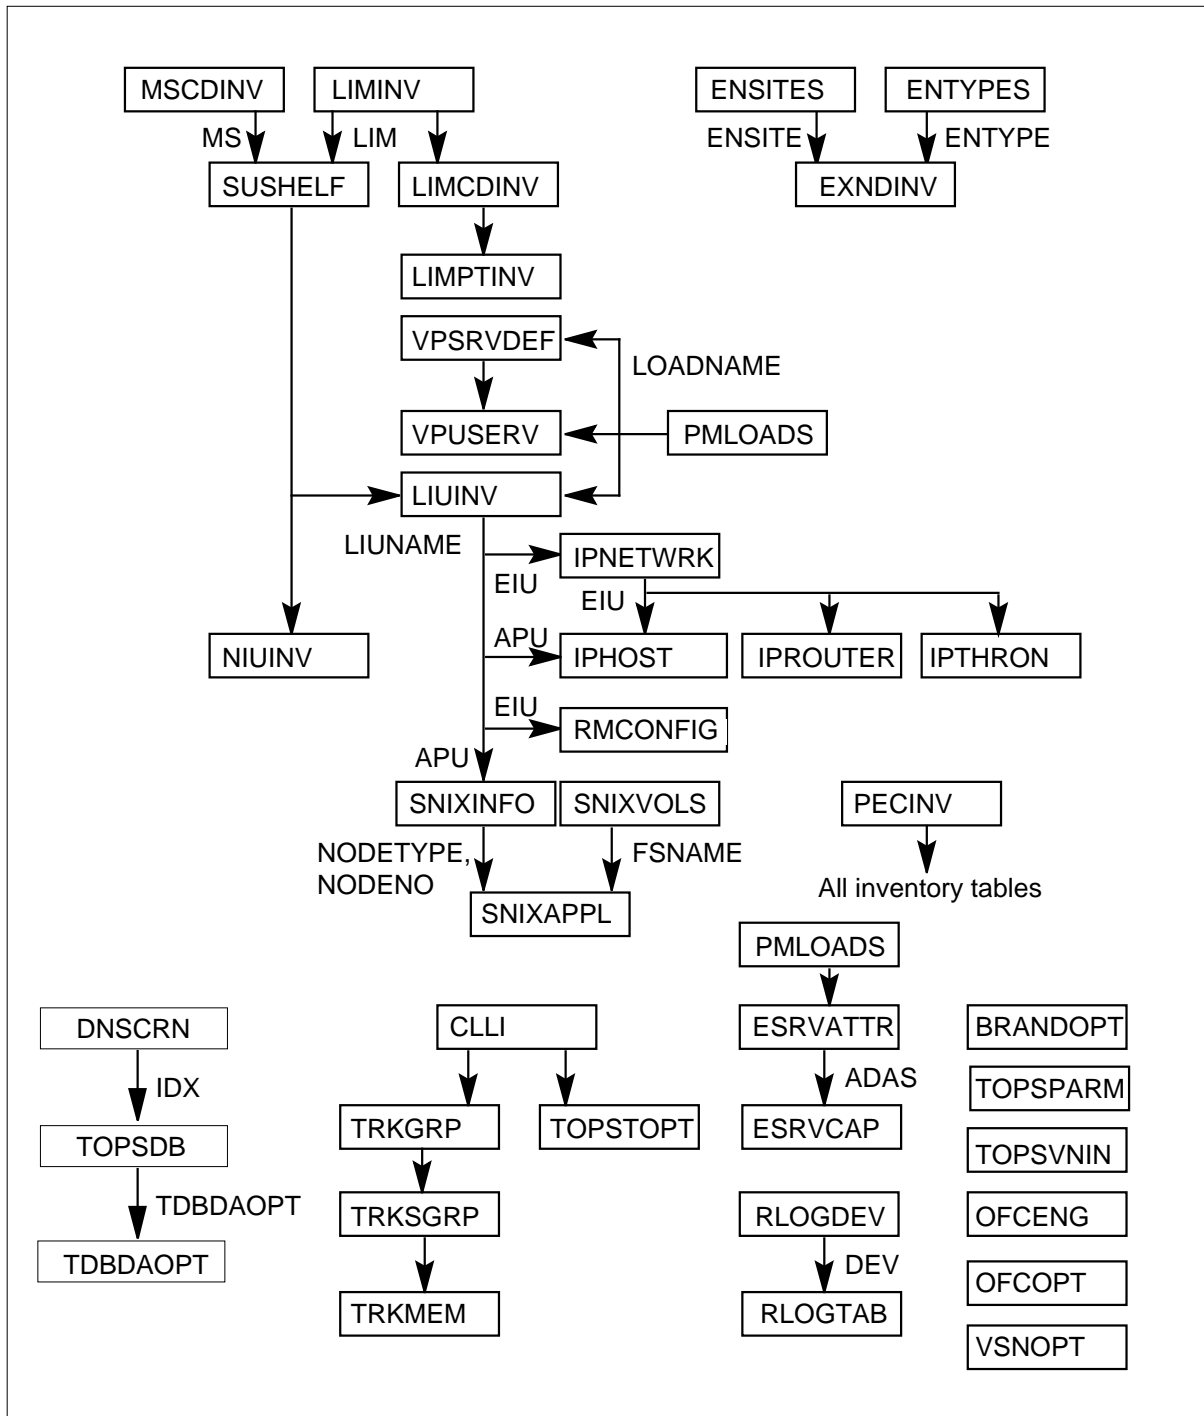 MSCDINV
LIMINV
ENSITES
ENTYPES
MS
LIM
ENSITE
ENTYPE
SUSHELF
LIMCDINV
EXNDINV
LIMPTINV
VPSRVDEF
LOADNAME
VPUSERV
PMLOADS
LIUINV
LIUNAME
IPNETWRK
EIU
EIU
APU
NIUINV
IPHOST
IPROUTER
IPTHRON
EIU
RMCONFIG
APU
SNIXINFO
SNIXVOLS
PECINV
NODETYPE,
NODENO
FSNAME
All inventory tables
SNIXAPPL
PMLOADS
DNSCRN
CLLI
ESRVATTR
BRANDOPT
IDX
ADAS
TOPSPARM
TOPSDB
TRKGRP
TOPSTOPT
ESRVCAP
TOPSVNIN
TDBDAOPT
TRKSGRP
RLOGDEV
OFCENG
TDBDAOPT
DEV
OFCOPT
TRKMEM
RLOGTAB
VSNOPT